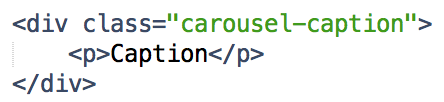 <div class="carousel-caption">
    <p>Caption</p>
</div>